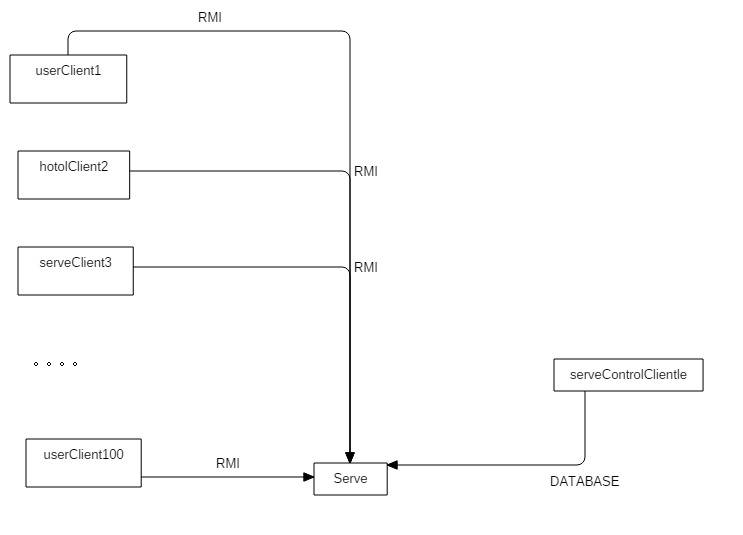 RMI
userClient1
hotolClient2
RMI
serveClient3
RMI
serveControlClientle
userClient100
RMI
Serve
DATABASE